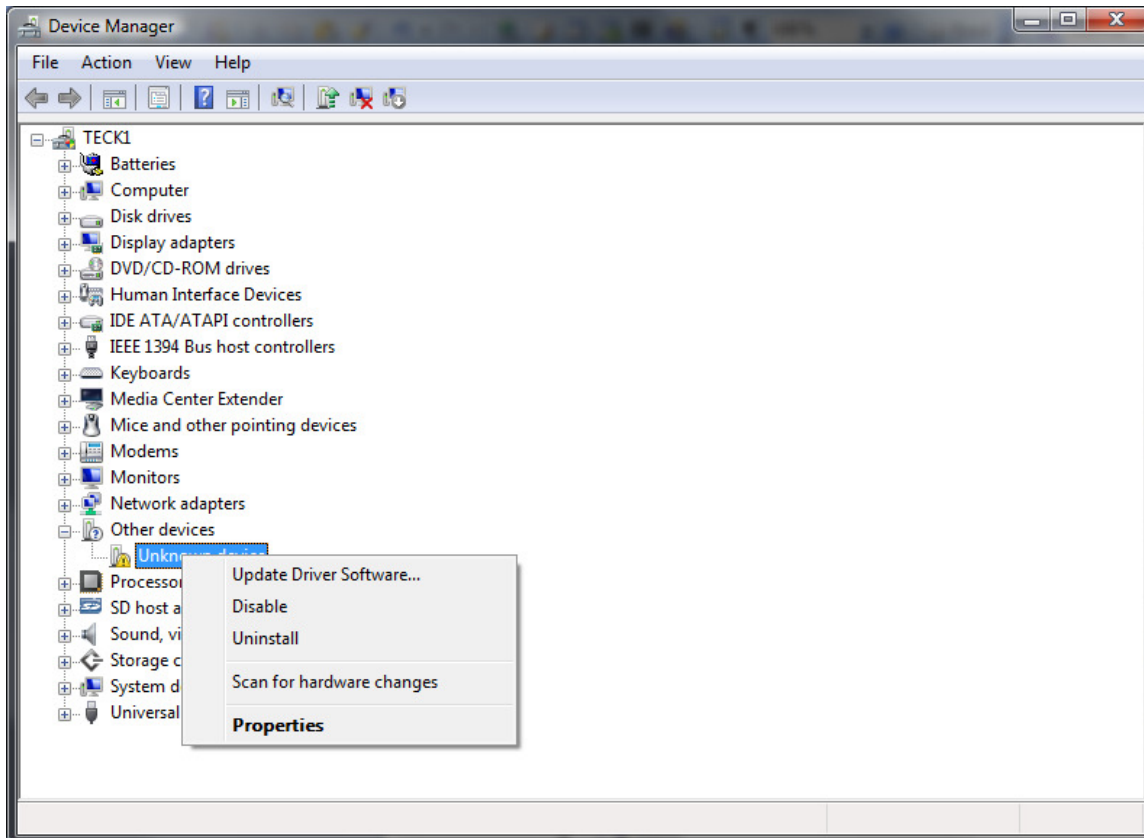 Device Manager
File Action View Help
TECK1
Batteries
Computer
Disk drives
Display adapters
DVD/CD-ROM drives
Human Interface Devices
IDE ATA/ATAPI controllers
IEEE 1394 Bus host controllers
Keyboards
Media Center Extender
Mice and other pointing devices
Modems
Monitors
Network adapters
Other devices
Unknown device
Update Driver Software...
Processor
Disable
SD host a
Sound, vi
Uninstall
Storage c
Scan for hardware changes
System d
Universal
Properties